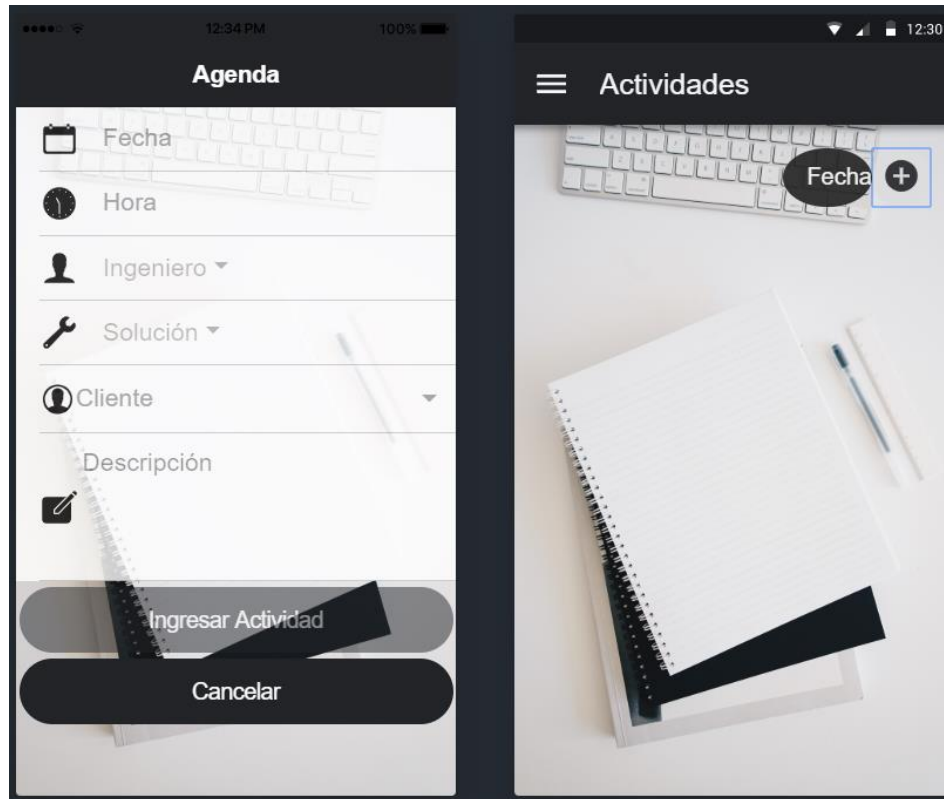 12:34 PM
100%
Agenda
Fecha
Hora
Ingeniero
Solución
Cliente
Descripción
Ingresar Actividad
Cancelar
12:30
Actividades
Fecha